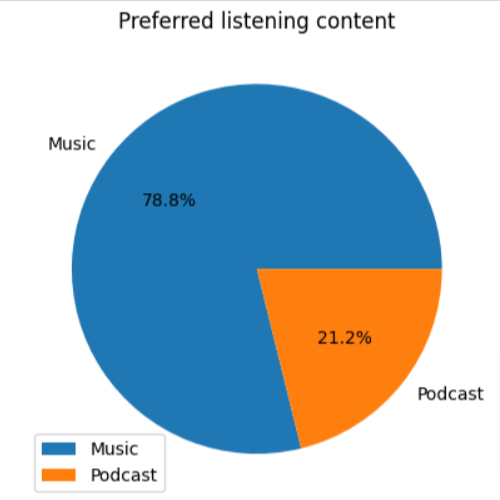 Preferred listening content
Music
78.8%
21.2%
Podcast
Music
Podcast